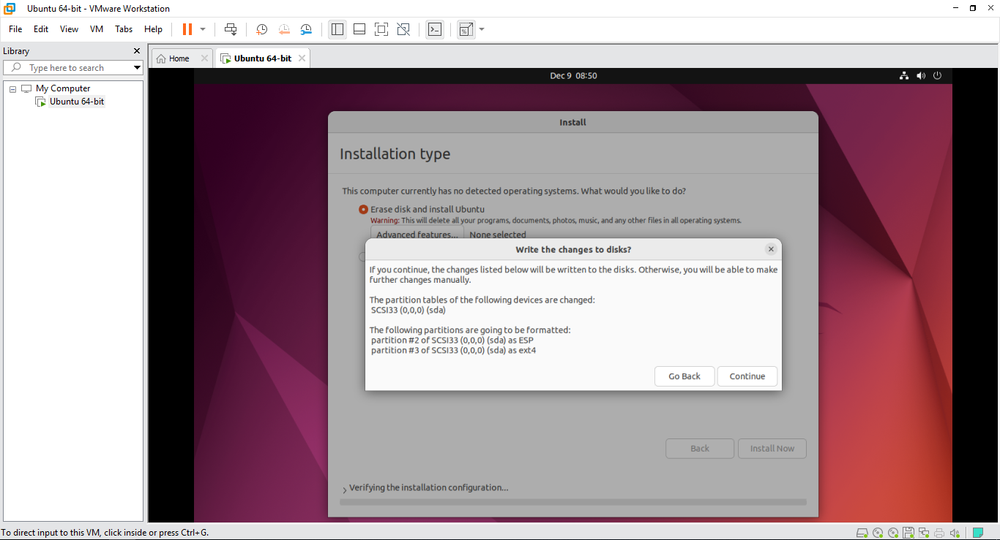 Ubuntu 64-bit - VMware Workstation
File Edit View VM Tabs Help
Library
Home
Ubuntu 64-bit
Type here to search
My Computer
Ubuntu 64-bit
Dec 9 08:50
Install
Installation type
This computer currently has no detected operating systems. What would you like to do?
Erase disk and install Ubuntu
Warning: This will delete all your programs, documents, photos, music, and any other files in all operating systems.
Advanced features... None selected
Write the changes to disks?
If you continue, the changes listed below will be written to the disks. Otherwise, you will be able to make
further changes manually.
The partition tables of the following devices are changed:
SCSI33 (0,0,0) (sda)
The following partitions are going to be formatted:
partition #2 of SCSI33 (0,0,0) (sda) as ESP
partition #3 of SCSI33 (0,0,0) (sda) as ext4
Go Back Continue
Back Install Now
Verifying the installation configuration...
To direct input to this VM, click inside or press Ctrl+G.